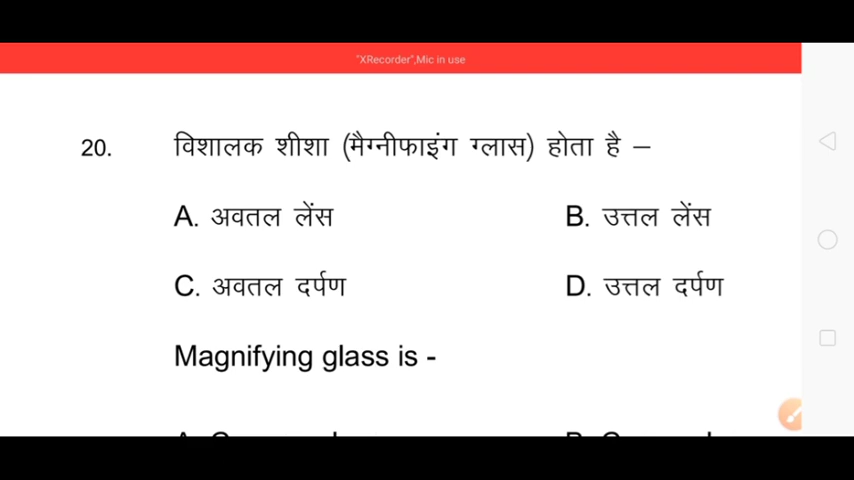 "XRecorder",Mic in use
20. विशालक शीशा (मैग्नीफाइंग ग्लास) होता है –
A. अवतल लेंस B. उत्तल लेंस
C. अवतल दर्पण D. उत्तल दर्पण
Magnifying glass is -